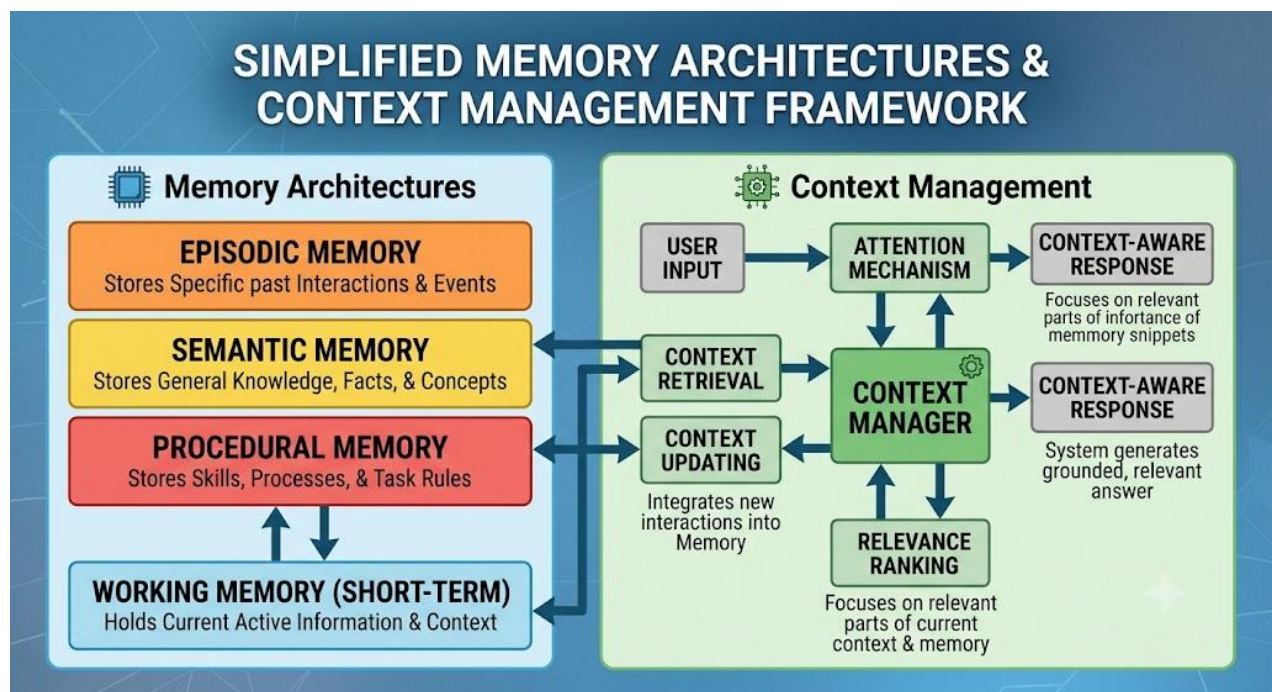 SIMPLIFIED MEMORY ARCHITECTURES &
CONTEXT MANAGEMENT FRAMEWORK
Memory Architectures
EPISODIC MEMORY
Stores Specific past Interactions & Events
SEMANTIC MEMORY
Stores General Knowledge, Facts, & Concepts
PROCEDURAL MEMORY
Stores Skills, Processes, & Task Rules
WORKING MEMORY (SHORT-TERM)
Holds Current Active Information & Context
Context Management
USER
INPUT
ATTENTION
MECHANISM
CONTEXT-AWARE
RESPONSE
Focuses on relevant
parts of infortance of
memmory snippets
CONTEXT
RETRIEVAL
CONTEXT
MANAGER
CONTEXT-AWARE
RESPONSE
System generates
grounded, relevant
answer
CONTEXT
UPDATING
Integrates new
interactions into
Memory
RELEVANCE
RANKING
Focuses on relevant
parts of current
context & memory